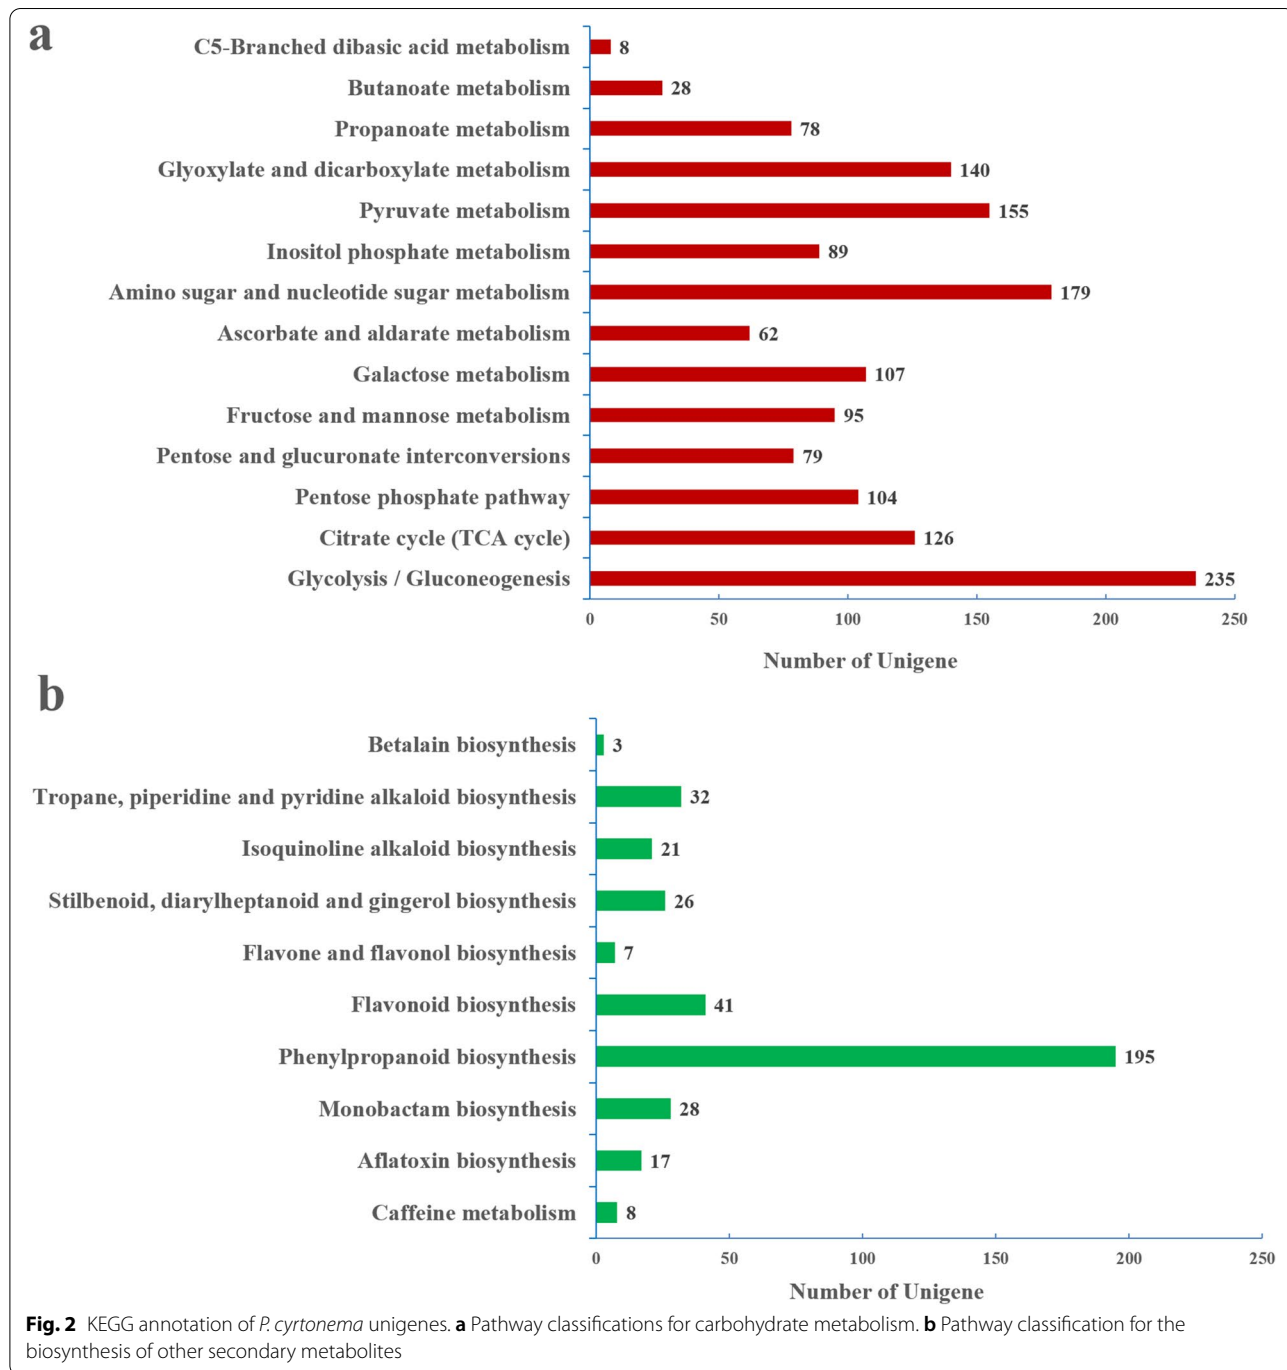 a
C5-Branched dibasic acid metabolism 8
Butanoate metabolism 28
Propanoate metabolism 78
Glyoxylate and dicarboxylate metabolism 140
Pyruvate metabolism 155
Inositol phosphate metabolism 89
Amino sugar and nucleotide sugar metabolism 179
Ascorbate and aldarate metabolism 62
Galactose metabolism 107
Fructose and mannose metabolism 95
Pentose and glucuronate interconversions 79
Pentose phosphate pathway 104
Citrate cycle (TCA cycle) 126
Glycolysis / Gluconeogenesis 235
0 50 100 150 200 250
Number of Unigene
b
Betalain biosynthesis 3
Tropane, piperidine and pyridine alkaloid biosynthesis 32
Isoquinoline alkaloid biosynthesis 21
Stilbenoid, diarylheptanoid and gingerol biosynthesis 26
Flavone and flavonol biosynthesis 7
Flavonoid biosynthesis 41
Phenylpropanoid biosynthesis 195
Monobactam biosynthesis 28
Aflatoxin biosynthesis 17
Caffeine metabolism 8
0 50 100 150 200 250
Number of Unigene
Fig. 2 KEGG annotation of P. cyrtonema unigenes. a Pathway classifications for carbohydrate metabolism. b Pathway classification for the
biosynthesis of other secondary metabolites